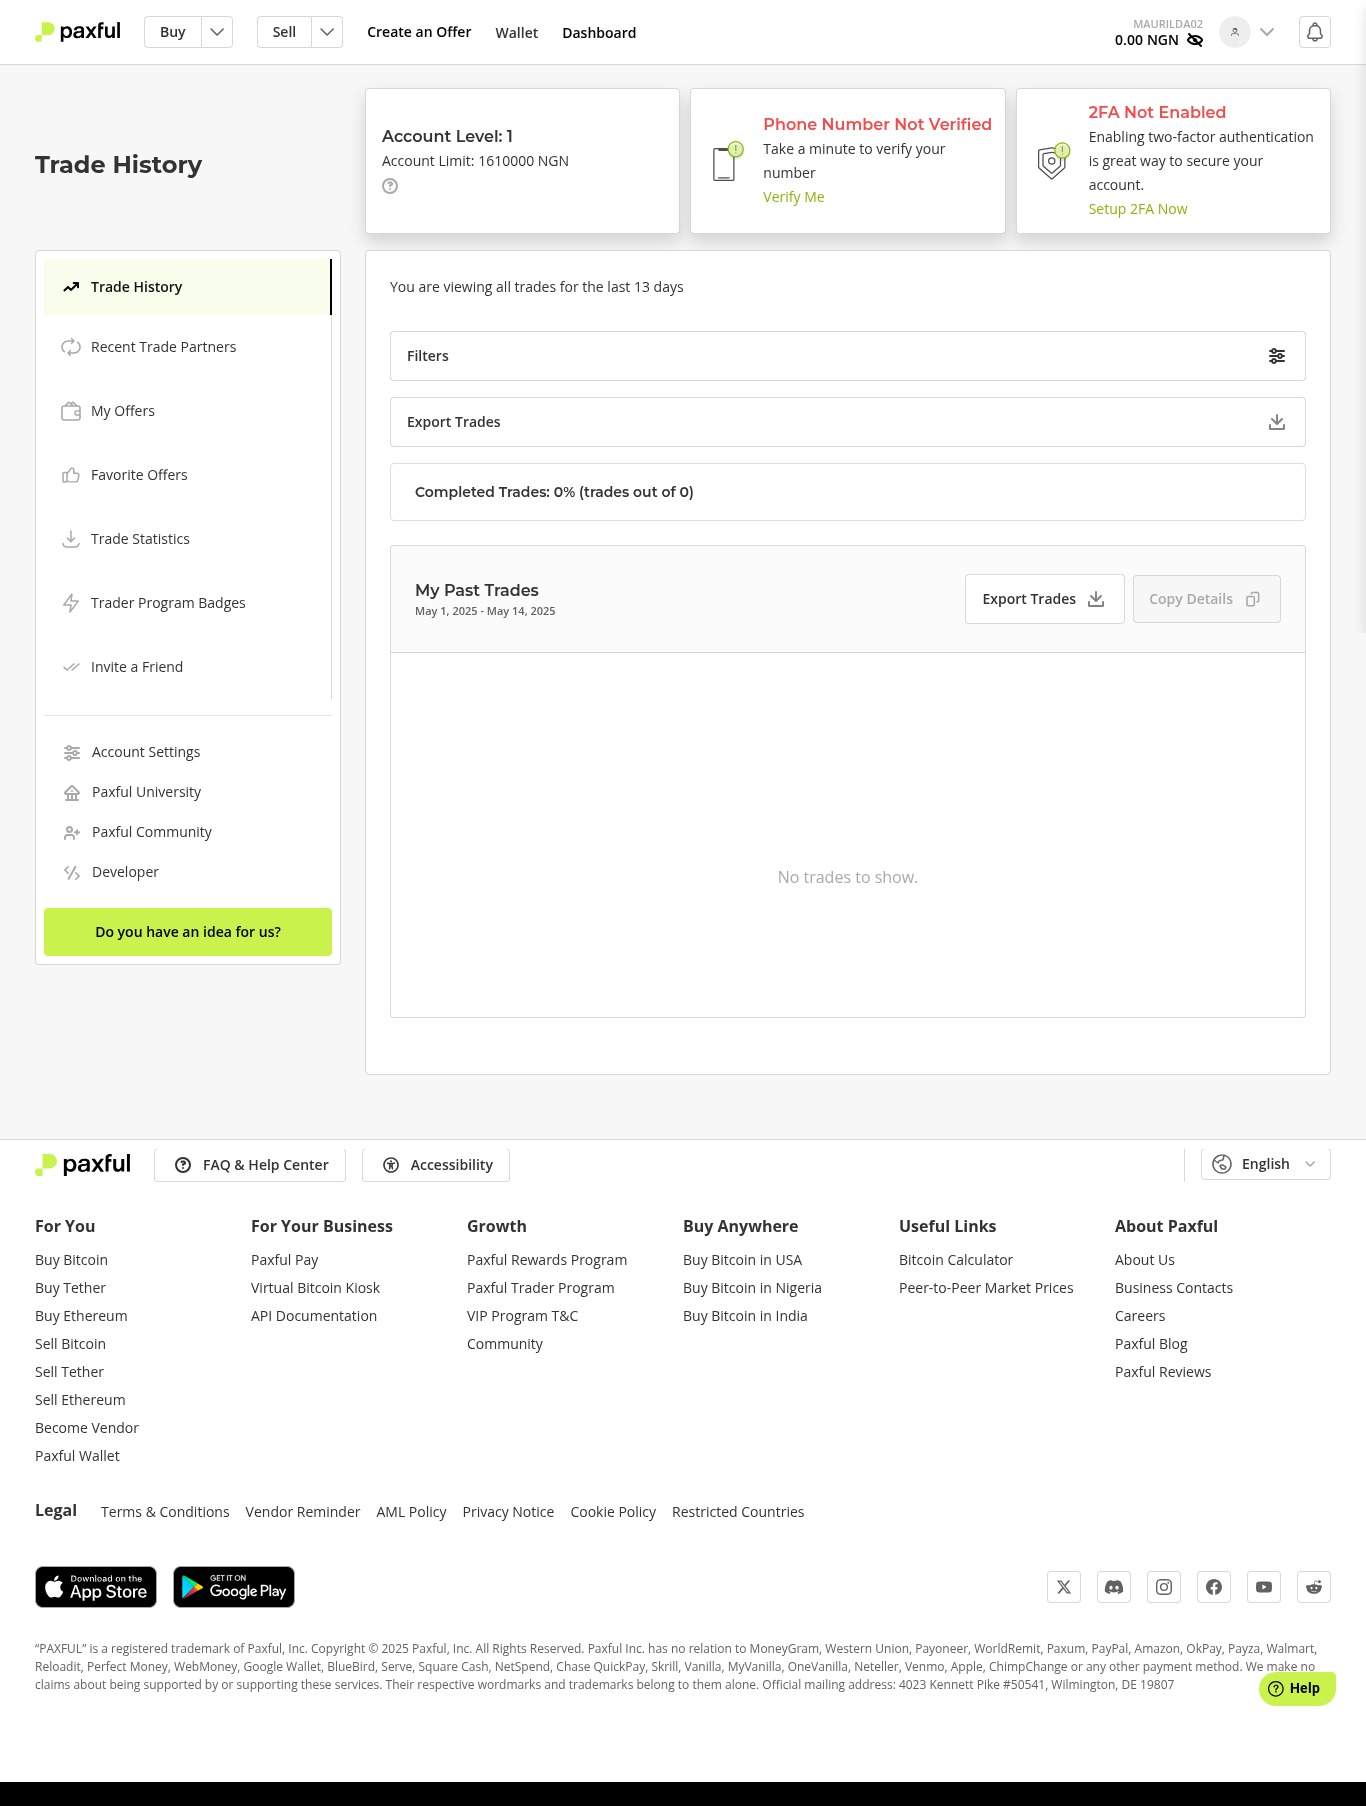 paxful
Buy
Sell
Create an Offer
Wallet
Dashboard
MAURILDA02
0.00 NGN
Trade History
Account Level: 1
Account Limit: 1610000 NGN
Phone Number Not Verified
Take a minute to verify your
number
Verify Me
2FA Not Enabled
Enabling two-factor authentication
is great way to secure your
account.
Setup 2FA Now
Trade History
Recent Trade Partners
My Offers
Favorite Offers
Trade Statistics
Trader Program Badges
Invite a Friend
Account Settings
Paxful University
Paxful Community
Developer
Do you have an idea for us?
You are viewing all trades for the last 13 days
Filters
Export Trades
Completed Trades: 0% (trades out of 0)
My Past Trades
May 1, 2025 - May 14, 2025
Export Trades
Copy Details
No trades to show.
paxful
FAQ & Help Center
Accessibility
English
For You
Buy Bitcoin
Buy Tether
Buy Ethereum
Sell Bitcoin
Sell Tether
Sell Ethereum
Become Vendor
Paxful Wallet
For Your Business
Paxful Pay
Virtual Bitcoin Kiosk
API Documentation
Growth
Paxful Rewards Program
Paxful Trader Program
VIP Program T&C
Community
Buy Anywhere
Buy Bitcoin in USA
Buy Bitcoin in Nigeria
Buy Bitcoin in India
Useful Links
Bitcoin Calculator
Peer-to-Peer Market Prices
About Paxful
About Us
Business Contacts
Careers
Paxful Blog
Paxful Reviews
Legal
Terms & Conditions
Vendor Reminder
AML Policy
Privacy Notice
Cookie Policy
Restricted Countries
Download on the
App Store
GET IT ON
Google Play
“PAXFUL” is a registered trademark of Paxful, Inc. Copyright © 2025 Paxful, Inc. All Rights Reserved. Paxful Inc. has no relation to MoneyGram, Western Union, Payoneer, WorldRemit, Paxum, PayPal, Amazon, OkPay, Payza, Walmart,
Reloadit, Perfect Money, WebMoney, Google Wallet, BlueBird, Serve, Square Cash, NetSpend, Chase QuickPay, Skrill, Vanilla, MyVanilla, OneVanilla, Neteller, Venmo, Apple, ChimpChange or any other payment method. We make no
claims about being supported by or supporting these services. Their respective wordmarks and trademarks belong to them alone. Official mailing address: 4023 Kennett Pike #50541, Wilmington, DE 19807
Help